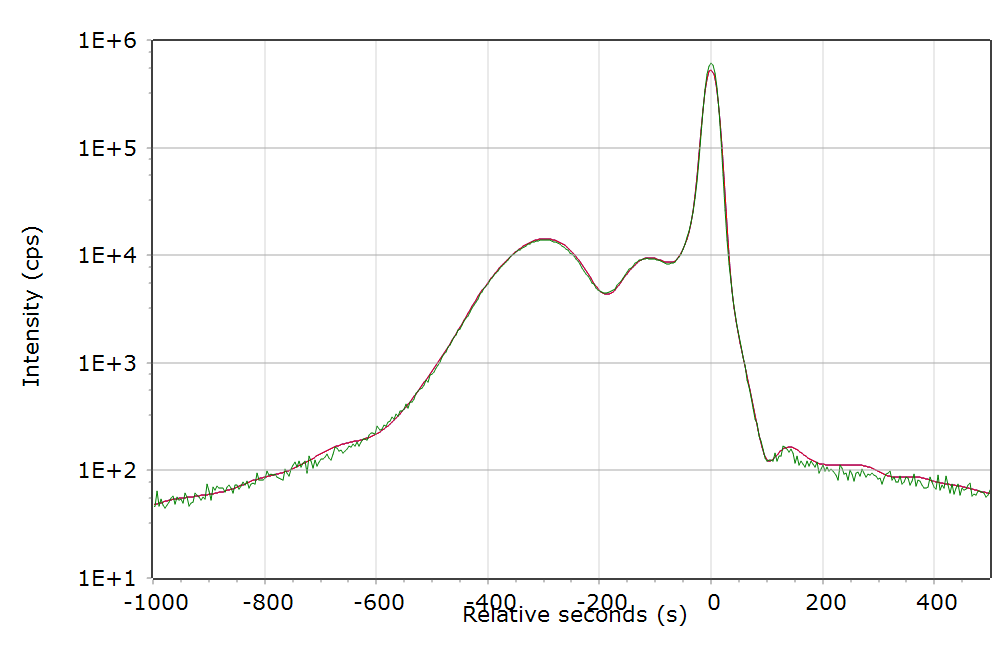 1E+6
1E+5
1E+4
1E+3
1E+2
1E+1
Intensity (cps)
-1000 -800 -600 -400 -200 0 200 400
Relative seconds (s)